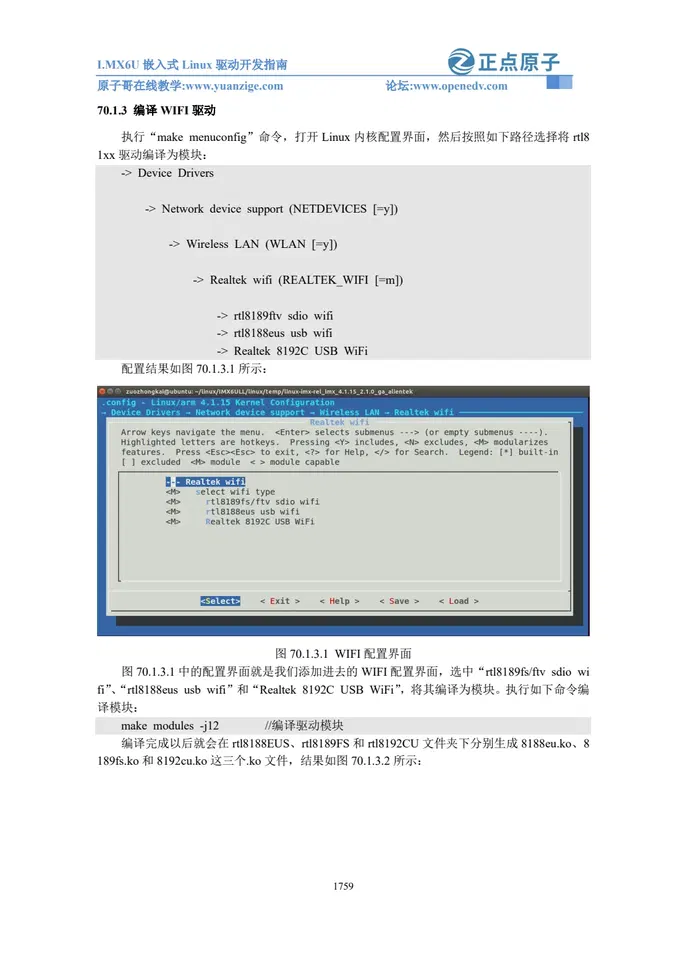 I.MX6U 嵌入式 Linux 驱动开发指南
正点原子
原子哥在线教学:www.yuanzige.com
论坛:www.openedv.com
70.1.3 编译 WIFI 驱动
执行“make menuconfig”命令，打开 Linux 内核配置界面，然后按照如下路径选择将 rtl8
1xx 驱动编译为模块：
-> Device Drivers
-> Network device support (NETDEVICES [=y])
-> Wireless LAN (WLAN [=y])
-> Realtek wifi (REALTEK_WIFI [=m])
-> rtl8189ftv sdio wifi
-> rtl8188eus usb wifi
-> Realtek 8192C USB WiFi
配置结果如图 70.1.3.1 所示：
zuozhongkai@ubuntu: ~/linux/IMX6ULL/linux/temp/linux-imx-rel_imx_4.1.15_2.1.0_ga_alientek
.config - Linux/arm 4.1.15 Kernel Configuration
→ Device Drivers → Network device support → Wireless LAN → Realtek wifi
Realtek wifi
Arrow keys navigate the menu. <Enter> selects submenus ---> (or empty submenus ----).
Highlighted letters are hotkeys. Pressing <Y> includes, <N> excludes, <M> modularizes
features. Press <Esc><Esc> to exit, <?> for Help, </> for Search. Legend: [*] built-in
[ ] excluded <M> module < > module capable
--- Realtek wifi
<M> select wifi type
<M> rtl8189fs/ftv sdio wifi
<M> rtl8188eus usb wifi
<M> Realtek 8192C USB WiFi
<Select> < Exit > < Help > < Save > < Load >
图 70.1.3.1 WIFI 配置界面
图 70.1.3.1 中的配置界面就是我们添加进去的 WIFI 配置界面，选中“rtl8189fs/ftv sdio wi
fi”、“rtl8188eus usb wifi”和“Realtek 8192C USB WiFi”，将其编译为模块。执行如下命令编
译模块：
make modules -j12 //编译驱动模块
编译完成以后就会在 rtl8188EUS、rtl8189FS 和 rtl8192CU 文件夹下分别生成 8188eu.ko、8
189fs.ko 和 8192cu.ko 这三个.ko 文件，结果如图 70.1.3.2 所示：
1759